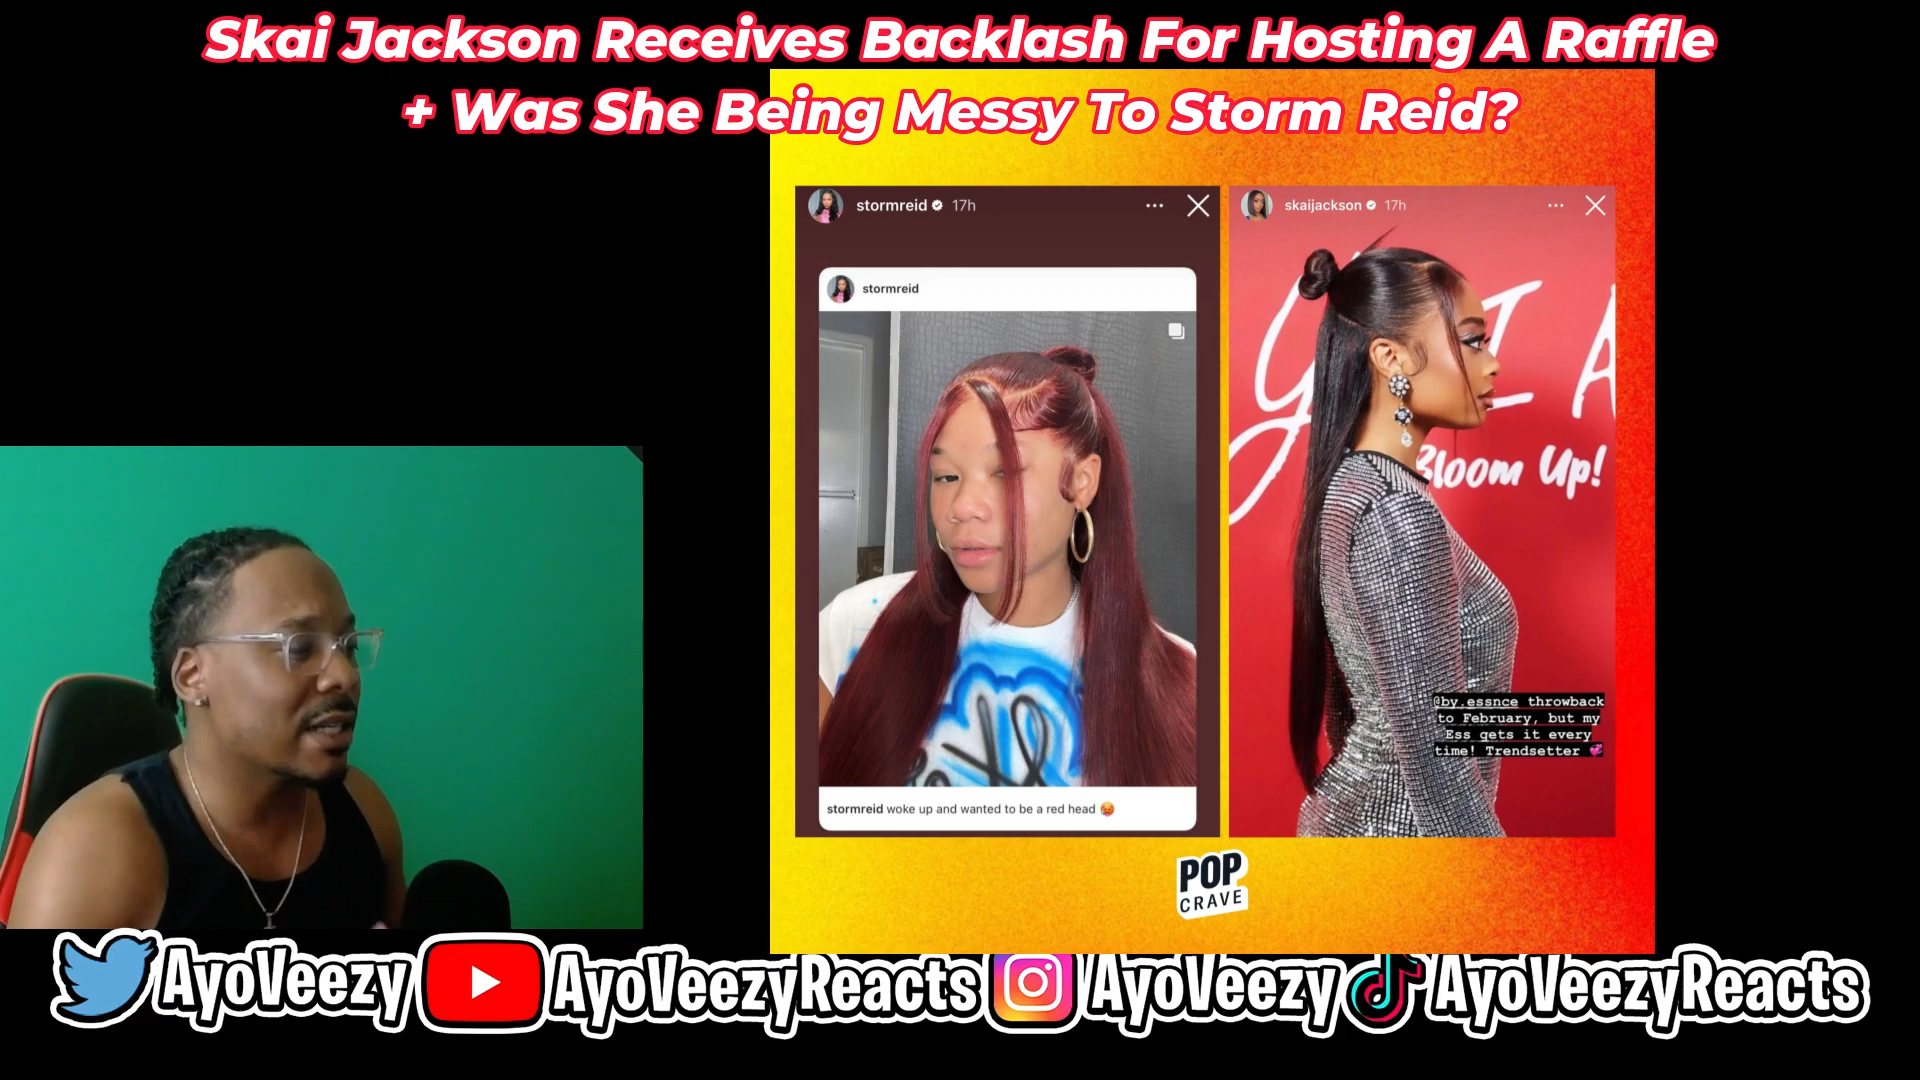 Skai Jackson Receives Backlash For Hosting A Raffle
+ Was She Being Messy To Storm Reid?
stormreid 17h
stormreid
stormreid woke up and wanted to be a red head
skaijackson 17h
Bloom Up!
@by.essnce throwback
to February, but my
Ess gets it every
time! Trendsetter
POP
CRAVE
AyoVeezy AyoVeezyReacts AyoVeezy AyoVeezyReacts